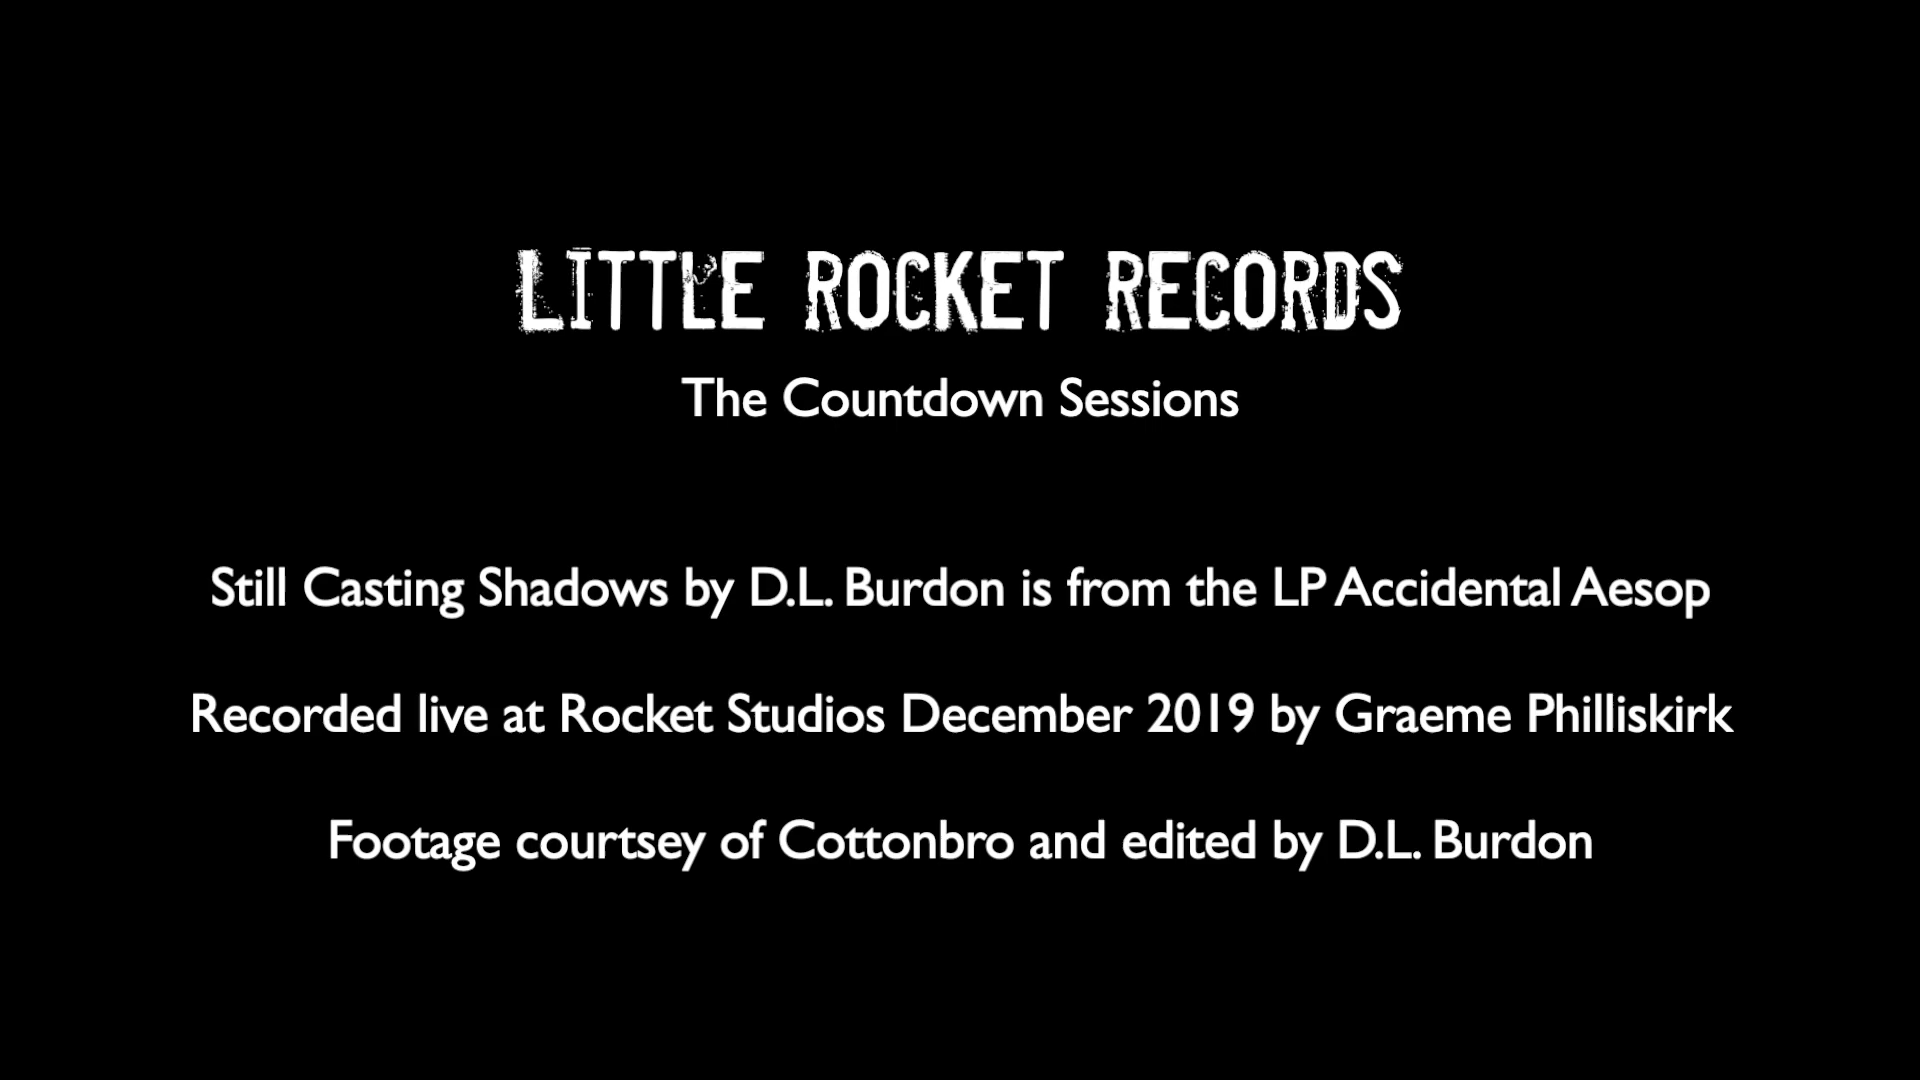 LITTLE ROCKET RECORDS
The Countdown Sessions
Still Casting Shadows by D.L. Burdon is from the LP Accidental Aesop
Recorded live at Rocket Studios December 2019 by Graeme Philliskirk
Footage courtsey of Cottonbro and edited by D.L. Burdon